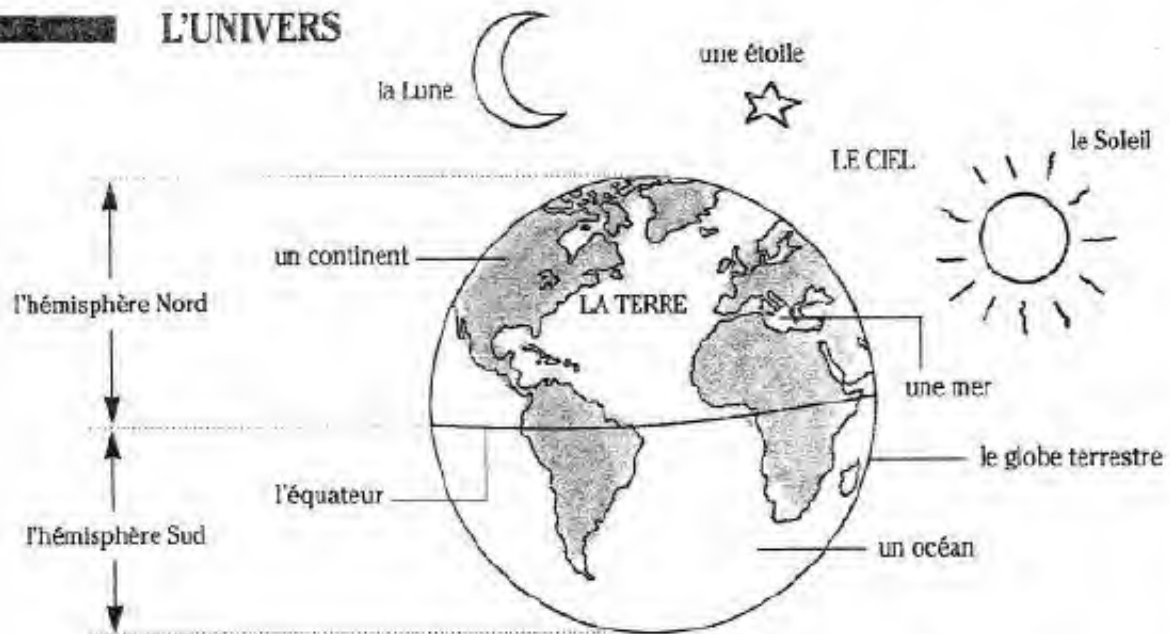 L'UNIVERS
la Lune
une étoile
LE CIEL
le Soleil
un continent
l'hémisphère Nord
LA TERRE
une mer
le globe terrestre
l'équateur
l'hémisphère Sud
un océan